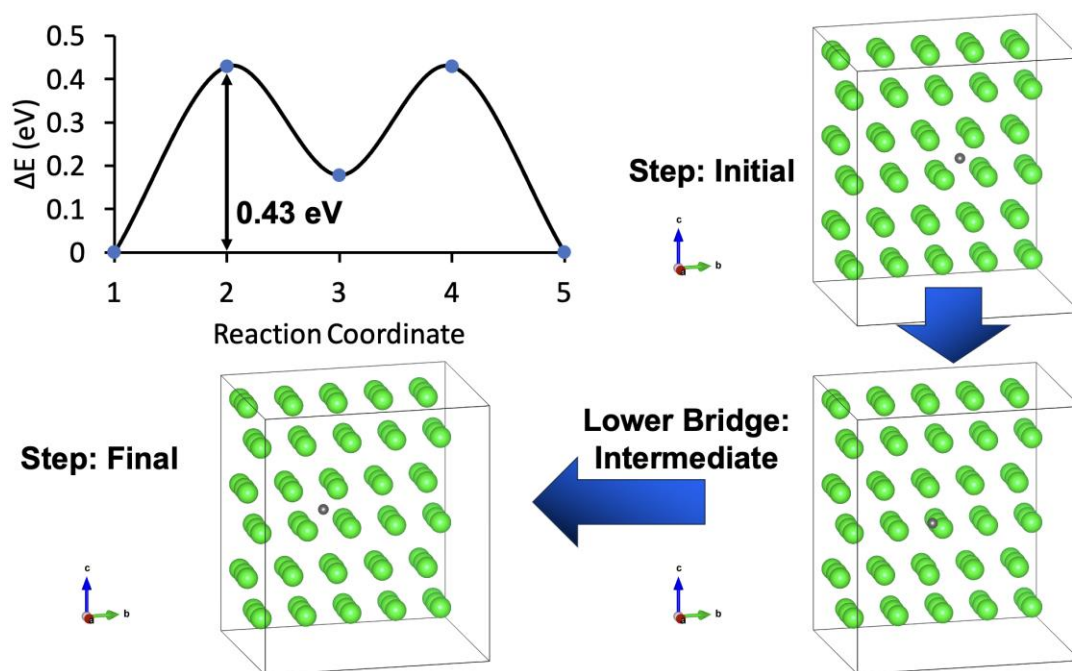 0.5
0.4
0.3
0.2
0.1
0
ΔE (eV)
0.43 eV
1 2 3 4 5
Reaction Coordinate
Step: Initial
c
b
Lower Bridge:
Intermediate
c
b
Step: Final
c
b